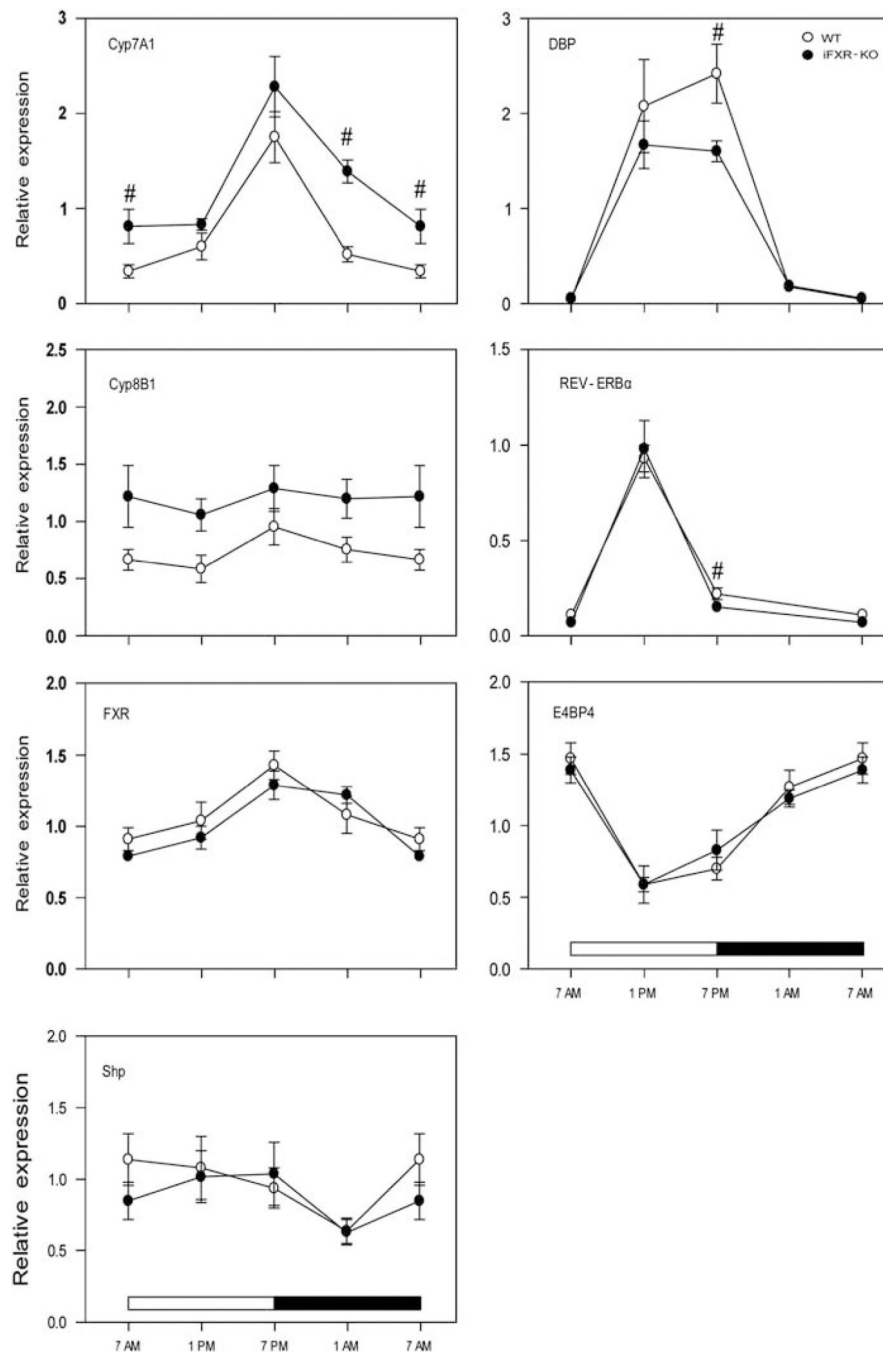 Cyp7A1
Relative expression
3
2
1
0
#
#
#
DBP
WT
iFXR-KO
3
2
1
0
#
Cyp8B1
Relative expression
2.5
2.0
1.5
1.0
0.5
0.0
REV-ERBα
1.5
1.0
0.5
0.0
#
FXR
Relative expression
2.0
1.5
1.0
0.5
0.0
E4BP4
2.0
1.5
1.0
0.5
0.0
7 AM 1 PM 7 PM 1 AM 7 AM
Shp
Relative expression
2.0
1.5
1.0
0.5
0.0
7 AM 1 PM 7 PM 1 AM 7 AM